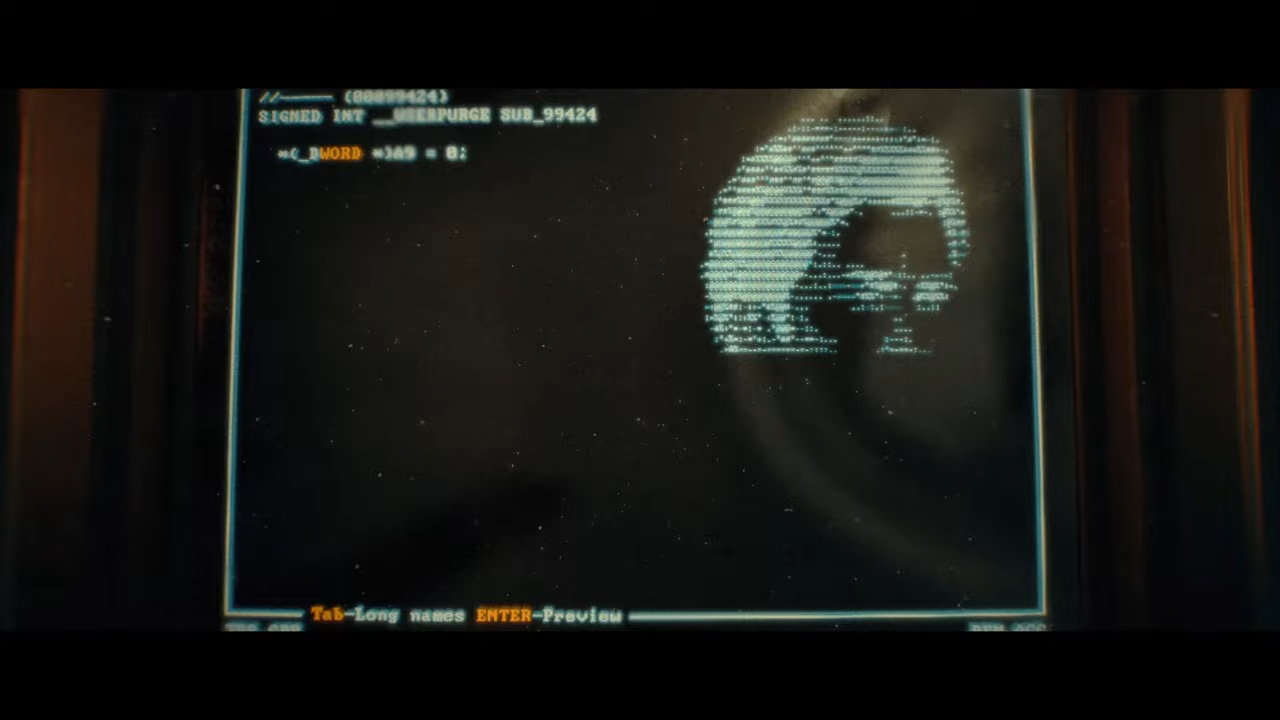 //—— (00099424)
SIGNED INT __USERPURGE SUB_99424
*(_DWORD *)A9 = 0;
Tab-Long names ENTER-Preview